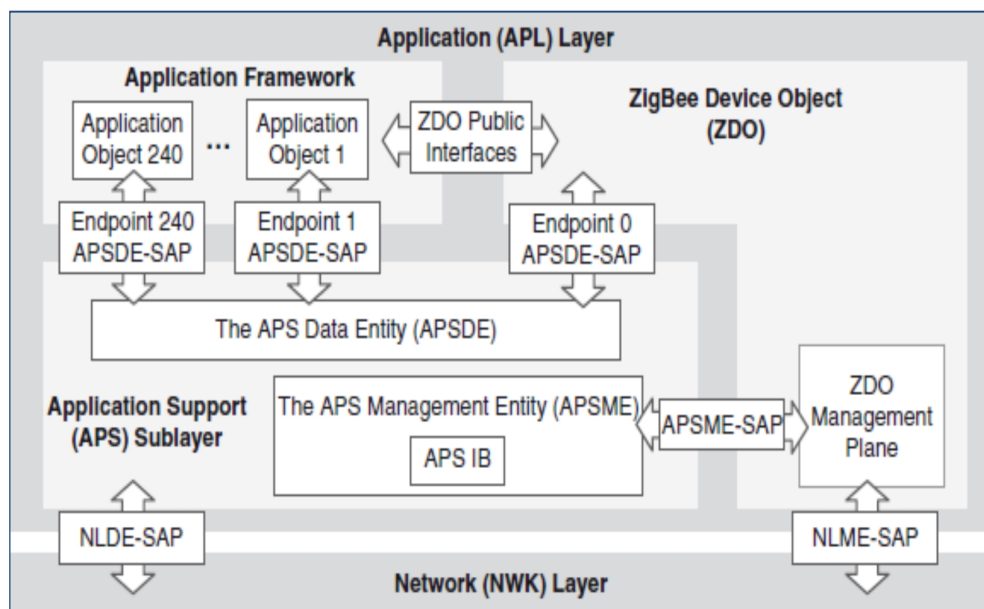 Application (APL) Layer
Application Framework
ZigBee Device Object
(ZDO)
Application
Object 240
...
Application
Object 1
ZDO Public
Interfaces
Endpoint 240
APSDE-SAP
Endpoint 1
APSDE-SAP
Endpoint 0
APSDE-SAP
The APS Data Entity (APSDE)
Application Support
(APS) Sublayer
The APS Management Entity (APSME)
APS IB
APSME-SAP
ZDO
Management
Plane
NLDE-SAP
NLME-SAP
Network (NWK) Layer